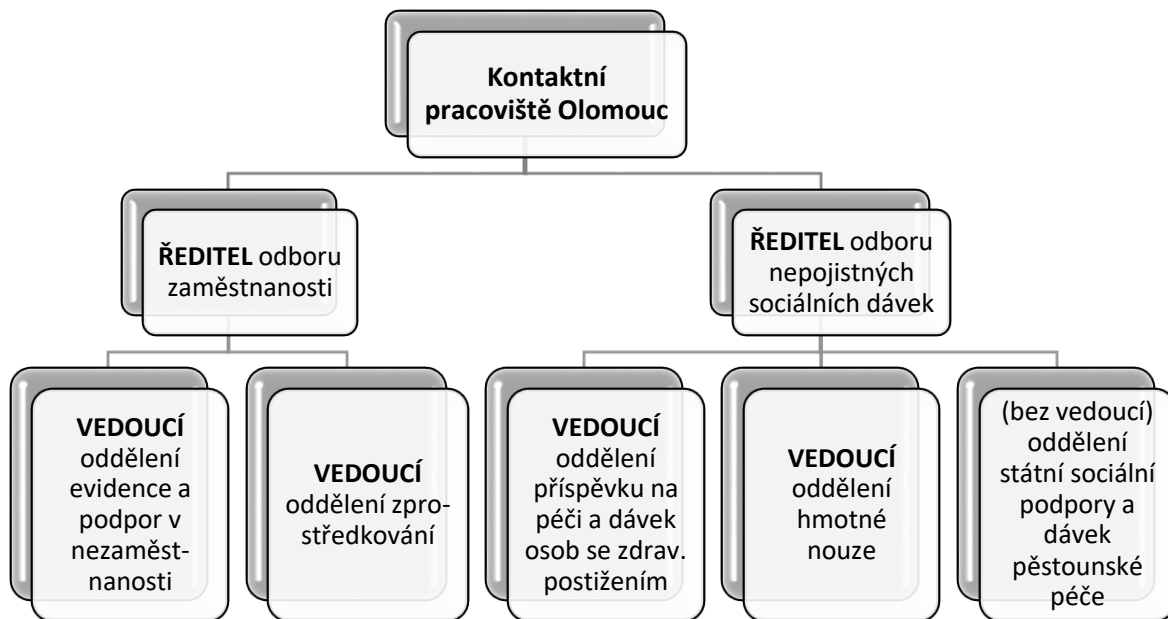 Kontaktní
pracoviště Olomouc
ŘEDITEL odboru
zaměstnanosti
ŘEDITEL odboru
nepojistných
sociálních dávek
VEDOUCÍ
oddělení
evidence a
podpor v
nezaměst-
nanosti
VEDOUCÍ
oddělení zpro-
středkování
VEDOUCÍ
oddělení
příspěvku na
péči a dávek
osob se zdrav.
postižením
VEDOUCÍ
oddělení
hmotné
nouze
(bez vedoucí)
oddělení
státní sociální
podpory a
dávek
pěstounské
péče